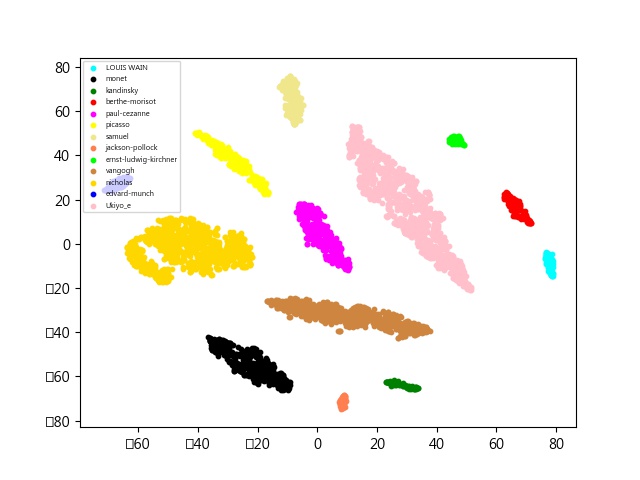 LOUIS WAIN
monet
kandinsky
berthe-morisot
paul-cezanne
picasso
samuel
jackson-pollock
ernst-ludwig-kirchner
vangogh
nicholas
edvard-munch
Ukiyo_e
80
60
40
20
0
□20
□40
□60
□80
□60 □40 □20 0 20 40 60 80